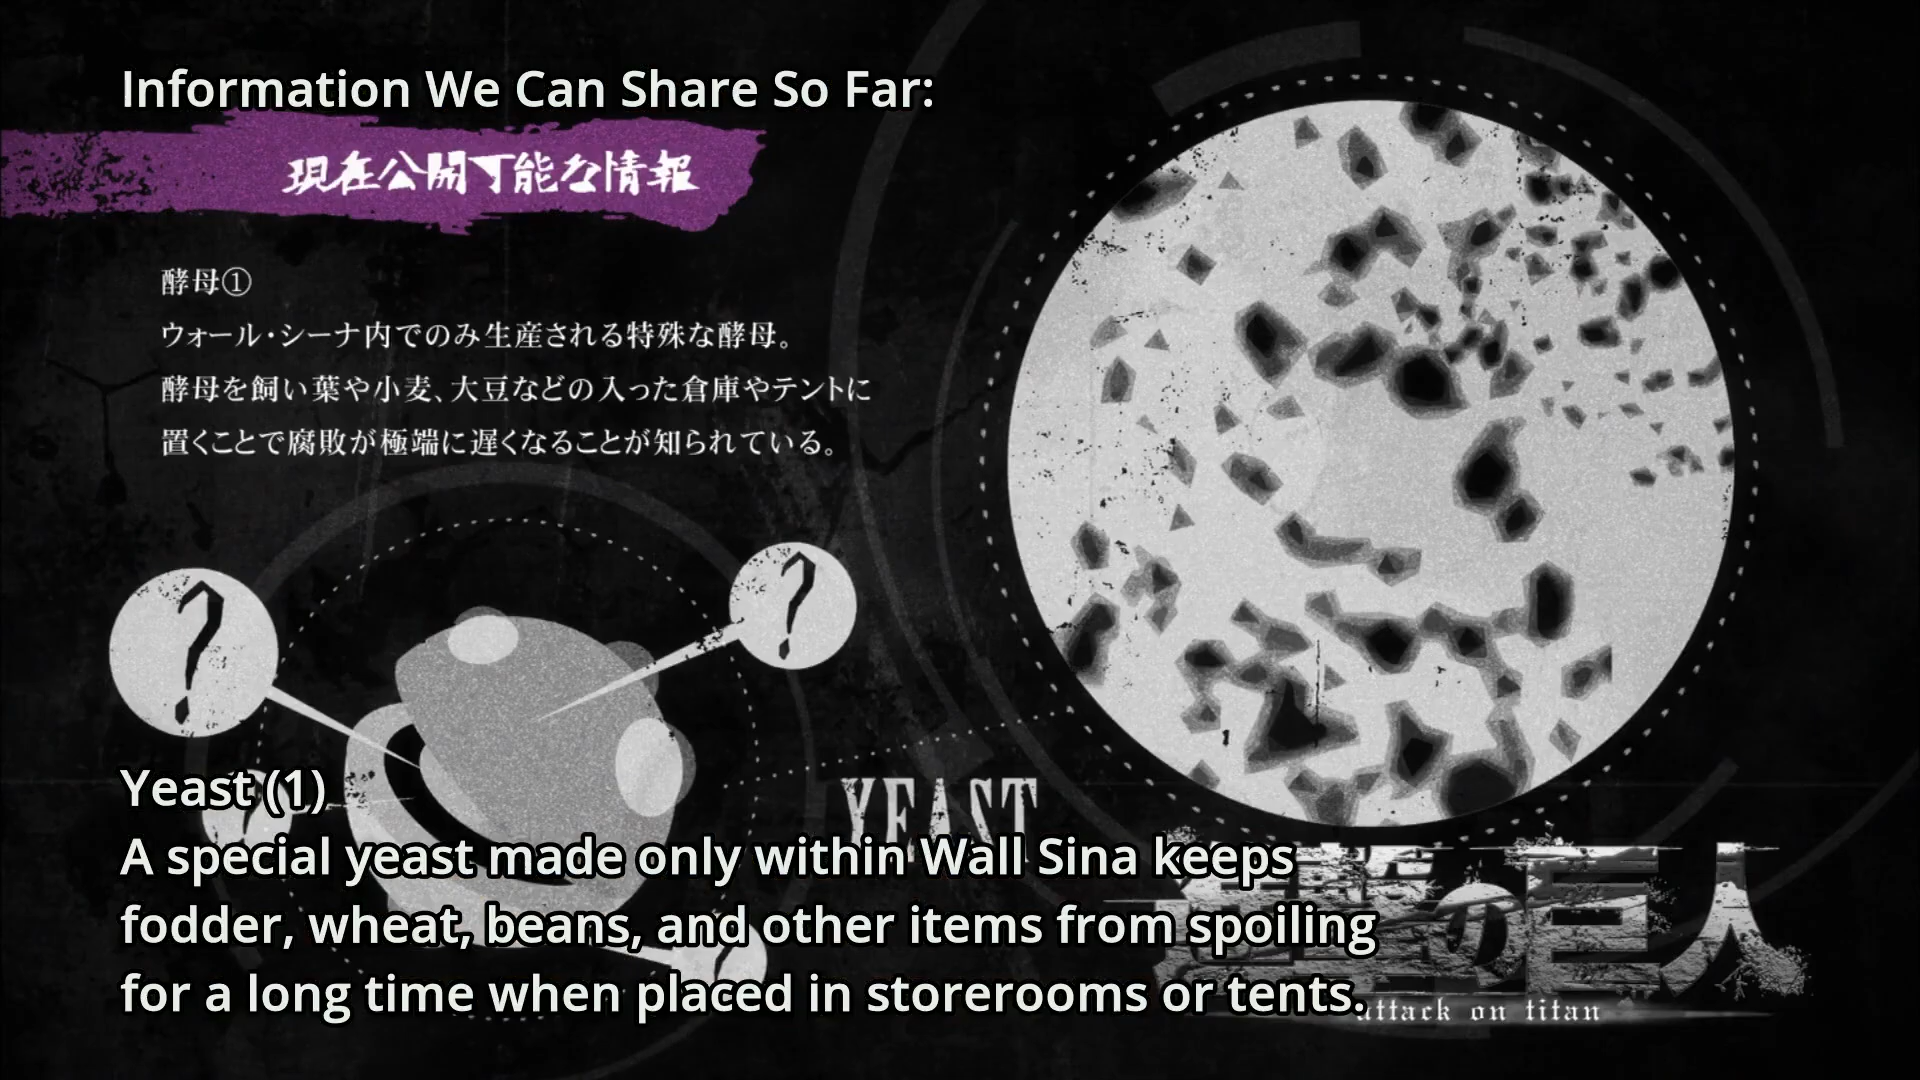 Information We Can Share So Far:
現在公開可能な情報
酵母①
ウォール・シーナ内でのみ生産される特殊な酵母。
酵母を飼い葉や小麦、大豆などの入った倉庫やテントに
置くことで腐敗が極端に遅くなることが知られている。
?
?
YEAST
Yeast (1)
A special yeast made only within Wall Sina keeps
fodder, wheat, beans, and other items from spoiling
for a long time when placed in storerooms or tents.
進撃の巨人
attack on titan